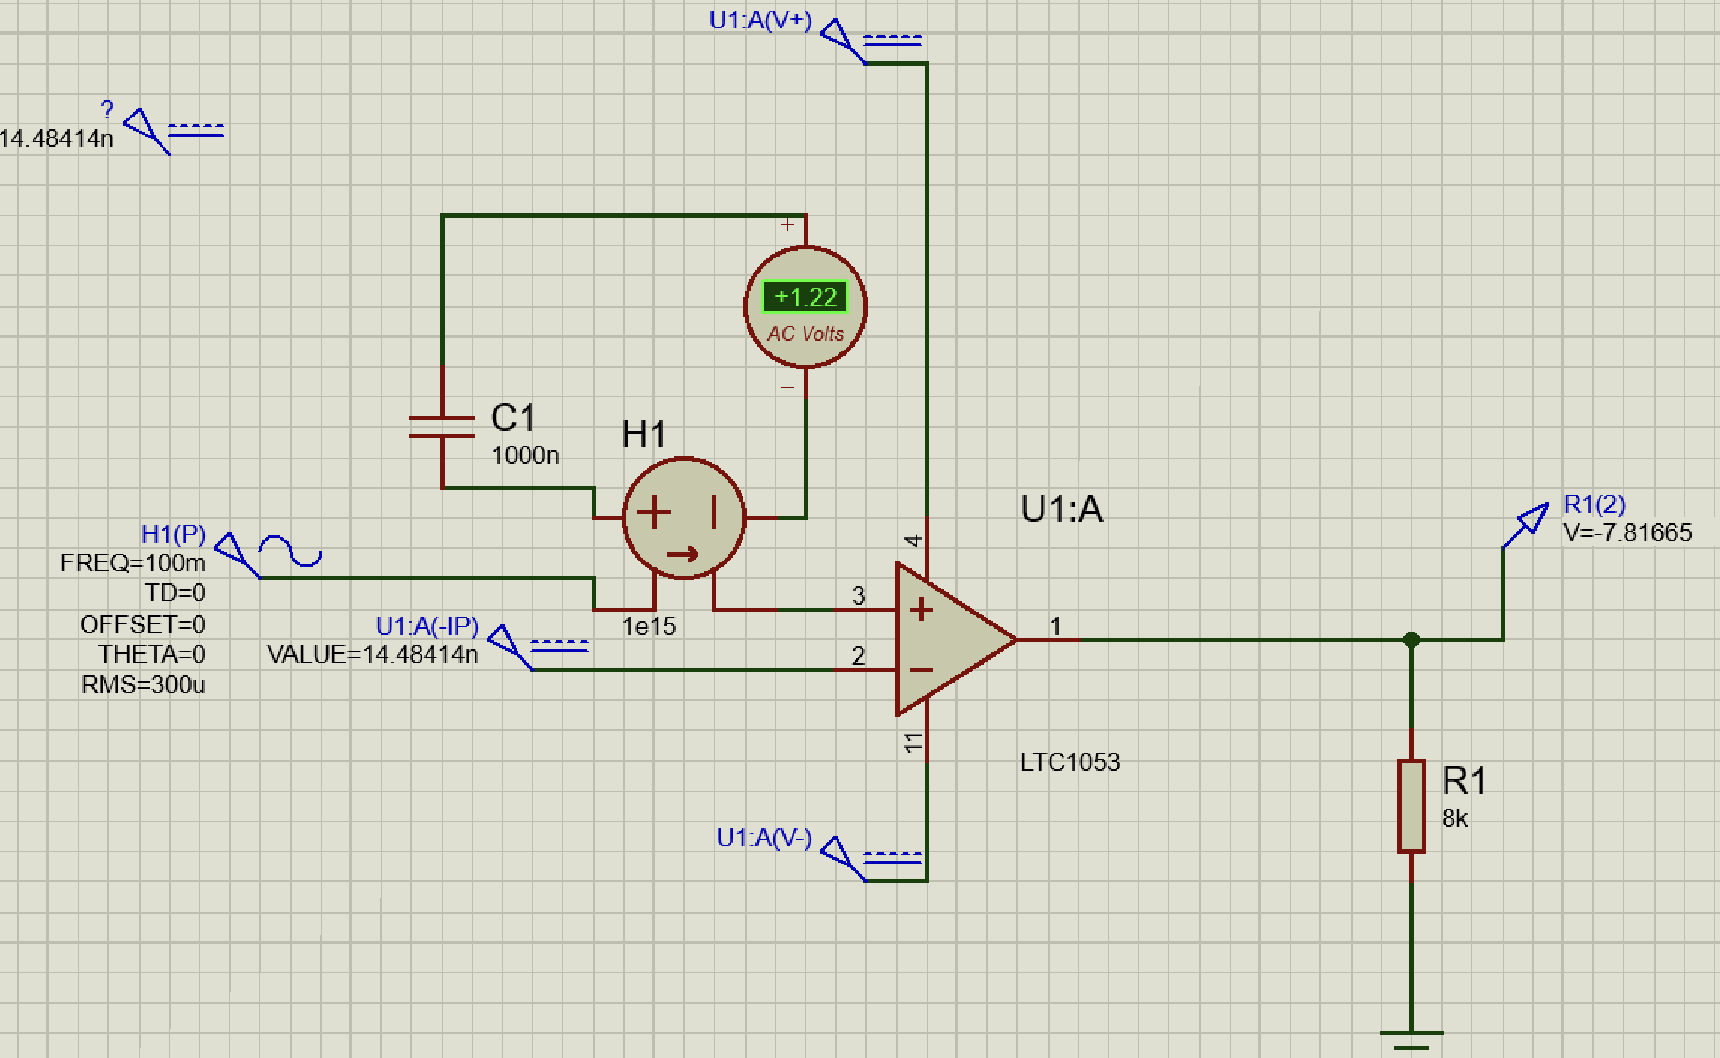 U1:A(V+)
?
14.48414n
+
+1.22
AC Volts
−
C1
1000n
H1
H1(P)
FREQ=100m
TD=0
OFFSET=0
THETA=0
RMS=300u
1e15
U1:A(-IP)
VALUE=14.48414n
3
2
4
1
11
U1:A
LTC1053
U1:A(V-)
R1(2)
V=-7.81665
R1
8k